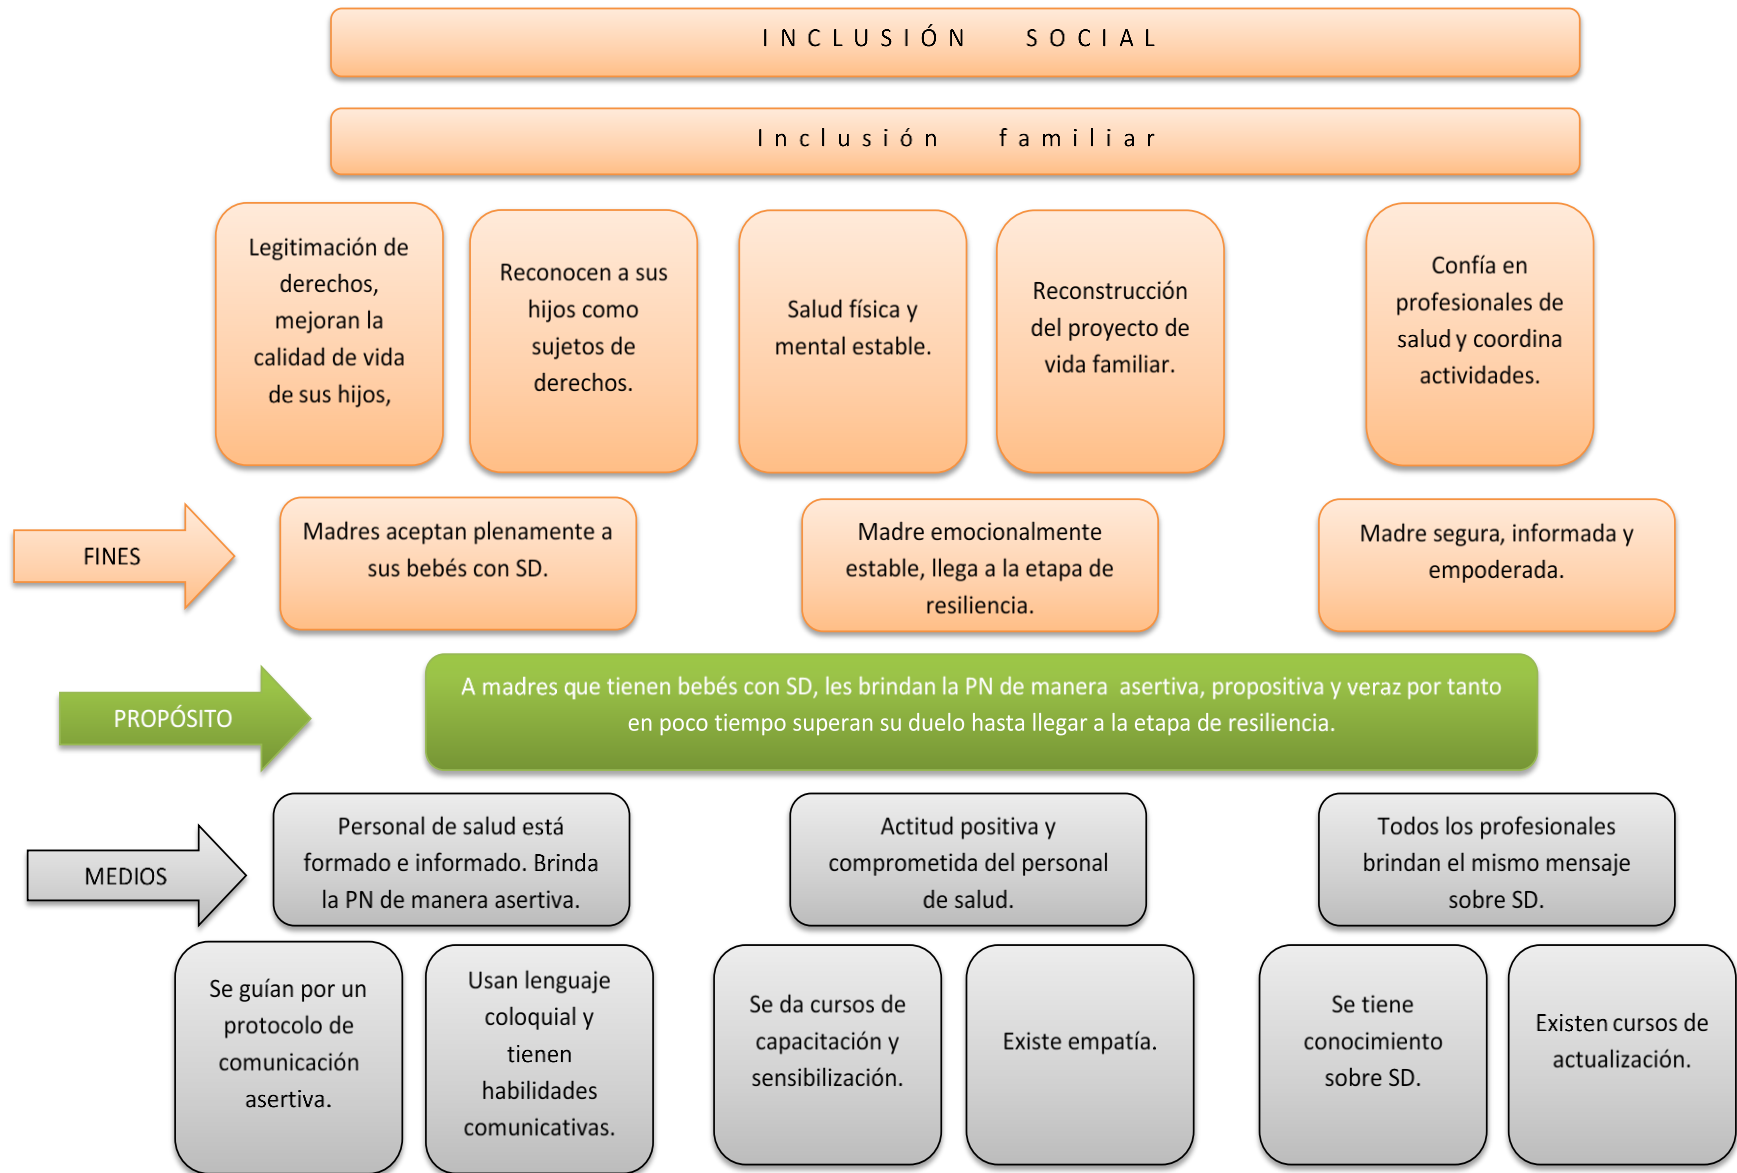 INCLUSIÓN SOCIAL
Inclusión familiar
Legitimación de
derechos,
mejoran la
calidad de vida
de sus hijos,
Reconocen a sus
hijos como
sujetos de
derechos.
Salud física y
mental estable.
Reconstrucción
del proyecto de
vida familiar.
Confía en
profesionales de
salud y coordina
actividades.
FINES
Madres aceptan plenamente a
sus bebés con SD.
Madre emocionalmente
estable, llega a la etapa de
resiliencia.
Madre segura, informada y
empoderada.
PROPÓSITO
A madres que tienen bebés con SD, les brindan la PN de manera asertiva, propositiva y veraz por tanto
en poco tiempo superan su duelo hasta llegar a la etapa de resiliencia.
MEDIOS
Personal de salud está
formado e informado. Brinda
la PN de manera asertiva.
Actitud positiva y
comprometida del personal
de salud.
Todos los profesionales
brindan el mismo mensaje
sobre SD.
Se guían por un
protocolo de
comunicación
asertiva.
Usan lenguaje
coloquial y
tienen
habilidades
comunicativas.
Se da cursos de
capacitación y
sensibilización.
Existe empatía.
Se tiene
conocimiento
sobre SD.
Existen cursos de
actualización.